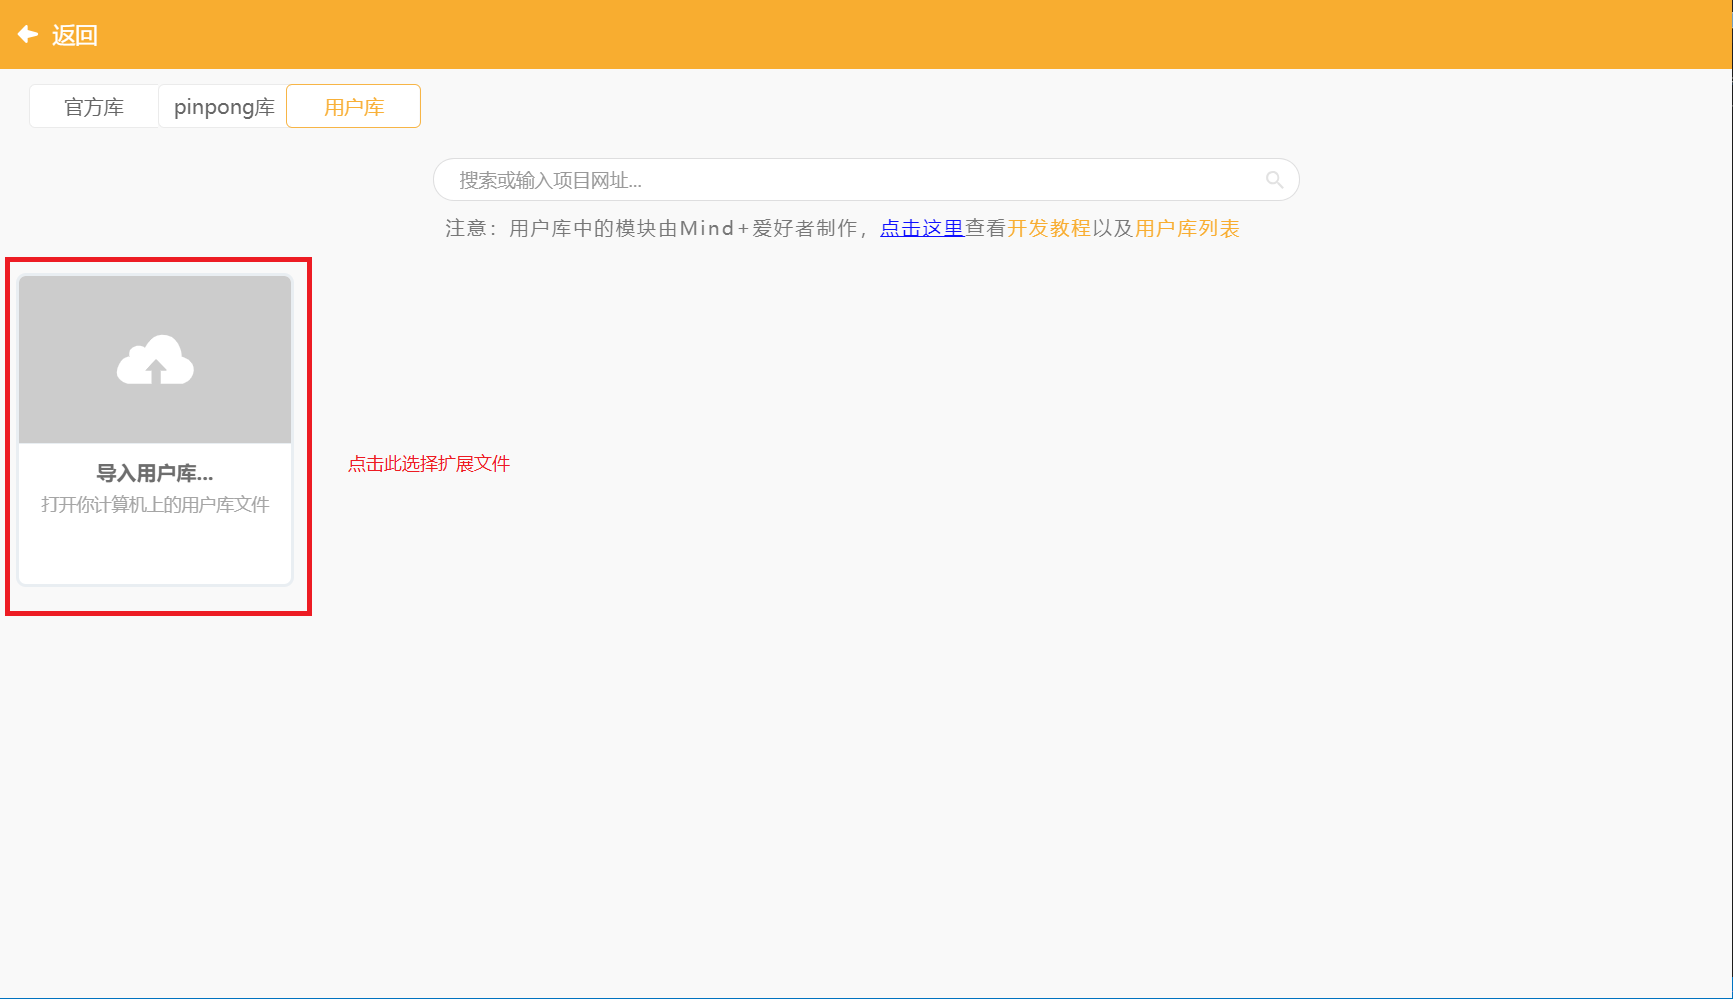 返回
官方库 pinpong库 用户库
搜索或输入项目网址...
注意：用户库中的模块由Mind+爱好者制作，点击这里查看开发教程以及用户库列表
导入用户库...
打开你计算机上的用户库文件
点击此选择扩展文件